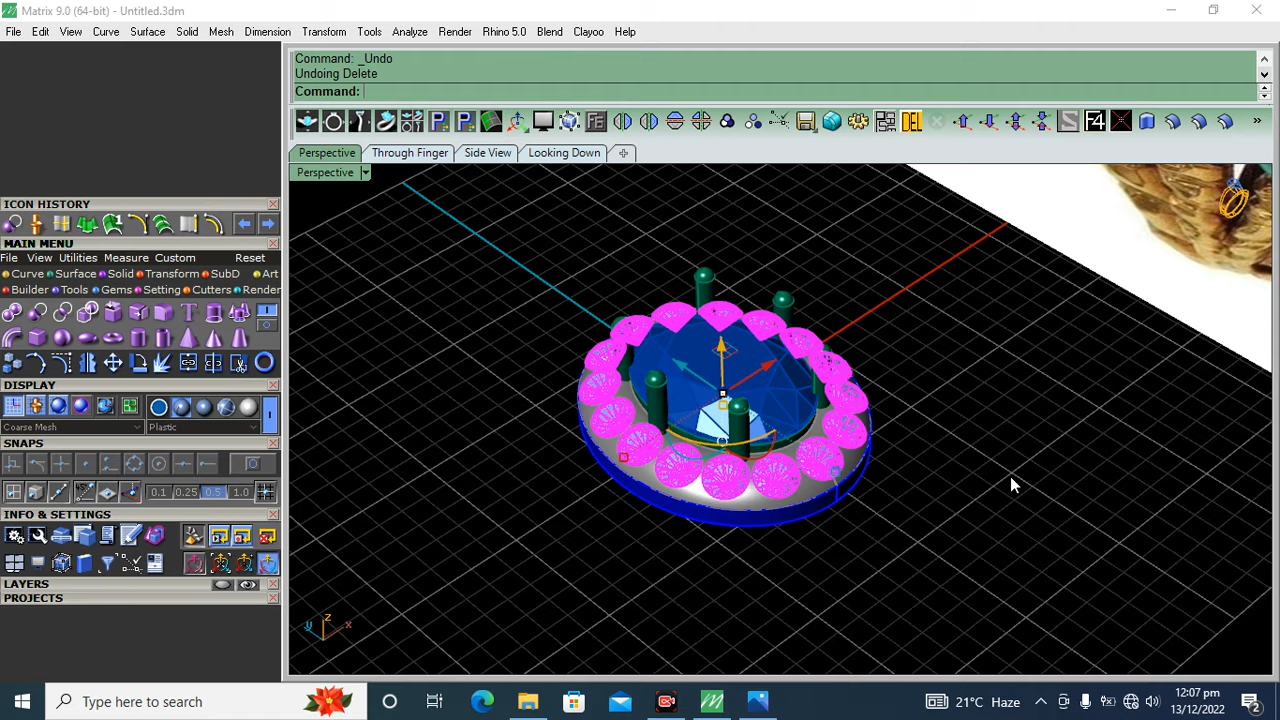 Matrix 9.0 (64-bit) - Untitled.3dm
File Edit View Curve Surface Solid Mesh Dimension Transform Tools Analyze Render Rhino 5.0 Blend Clayoo Help
Command: _Undo
Undoing Delete
Command:
P P FB DEL S F4 »
Perspective Through Finger Side View Looking Down
Perspective
ICON HISTORY
MAIN MENU
File View Utilities Measure Custom Reset
Curve Surface Solid Transform SubD Art
Builder Tools Gems Setting Cutters Render
DISPLAY
Coarse Mesh Plastic
SNAPS
0.1 0.25 0.5 1.0
INFO & SETTINGS
LAYERS
PROJECTS
z
y x
Type here to search
21°C Haze
12:07 pm
13/12/2022
2